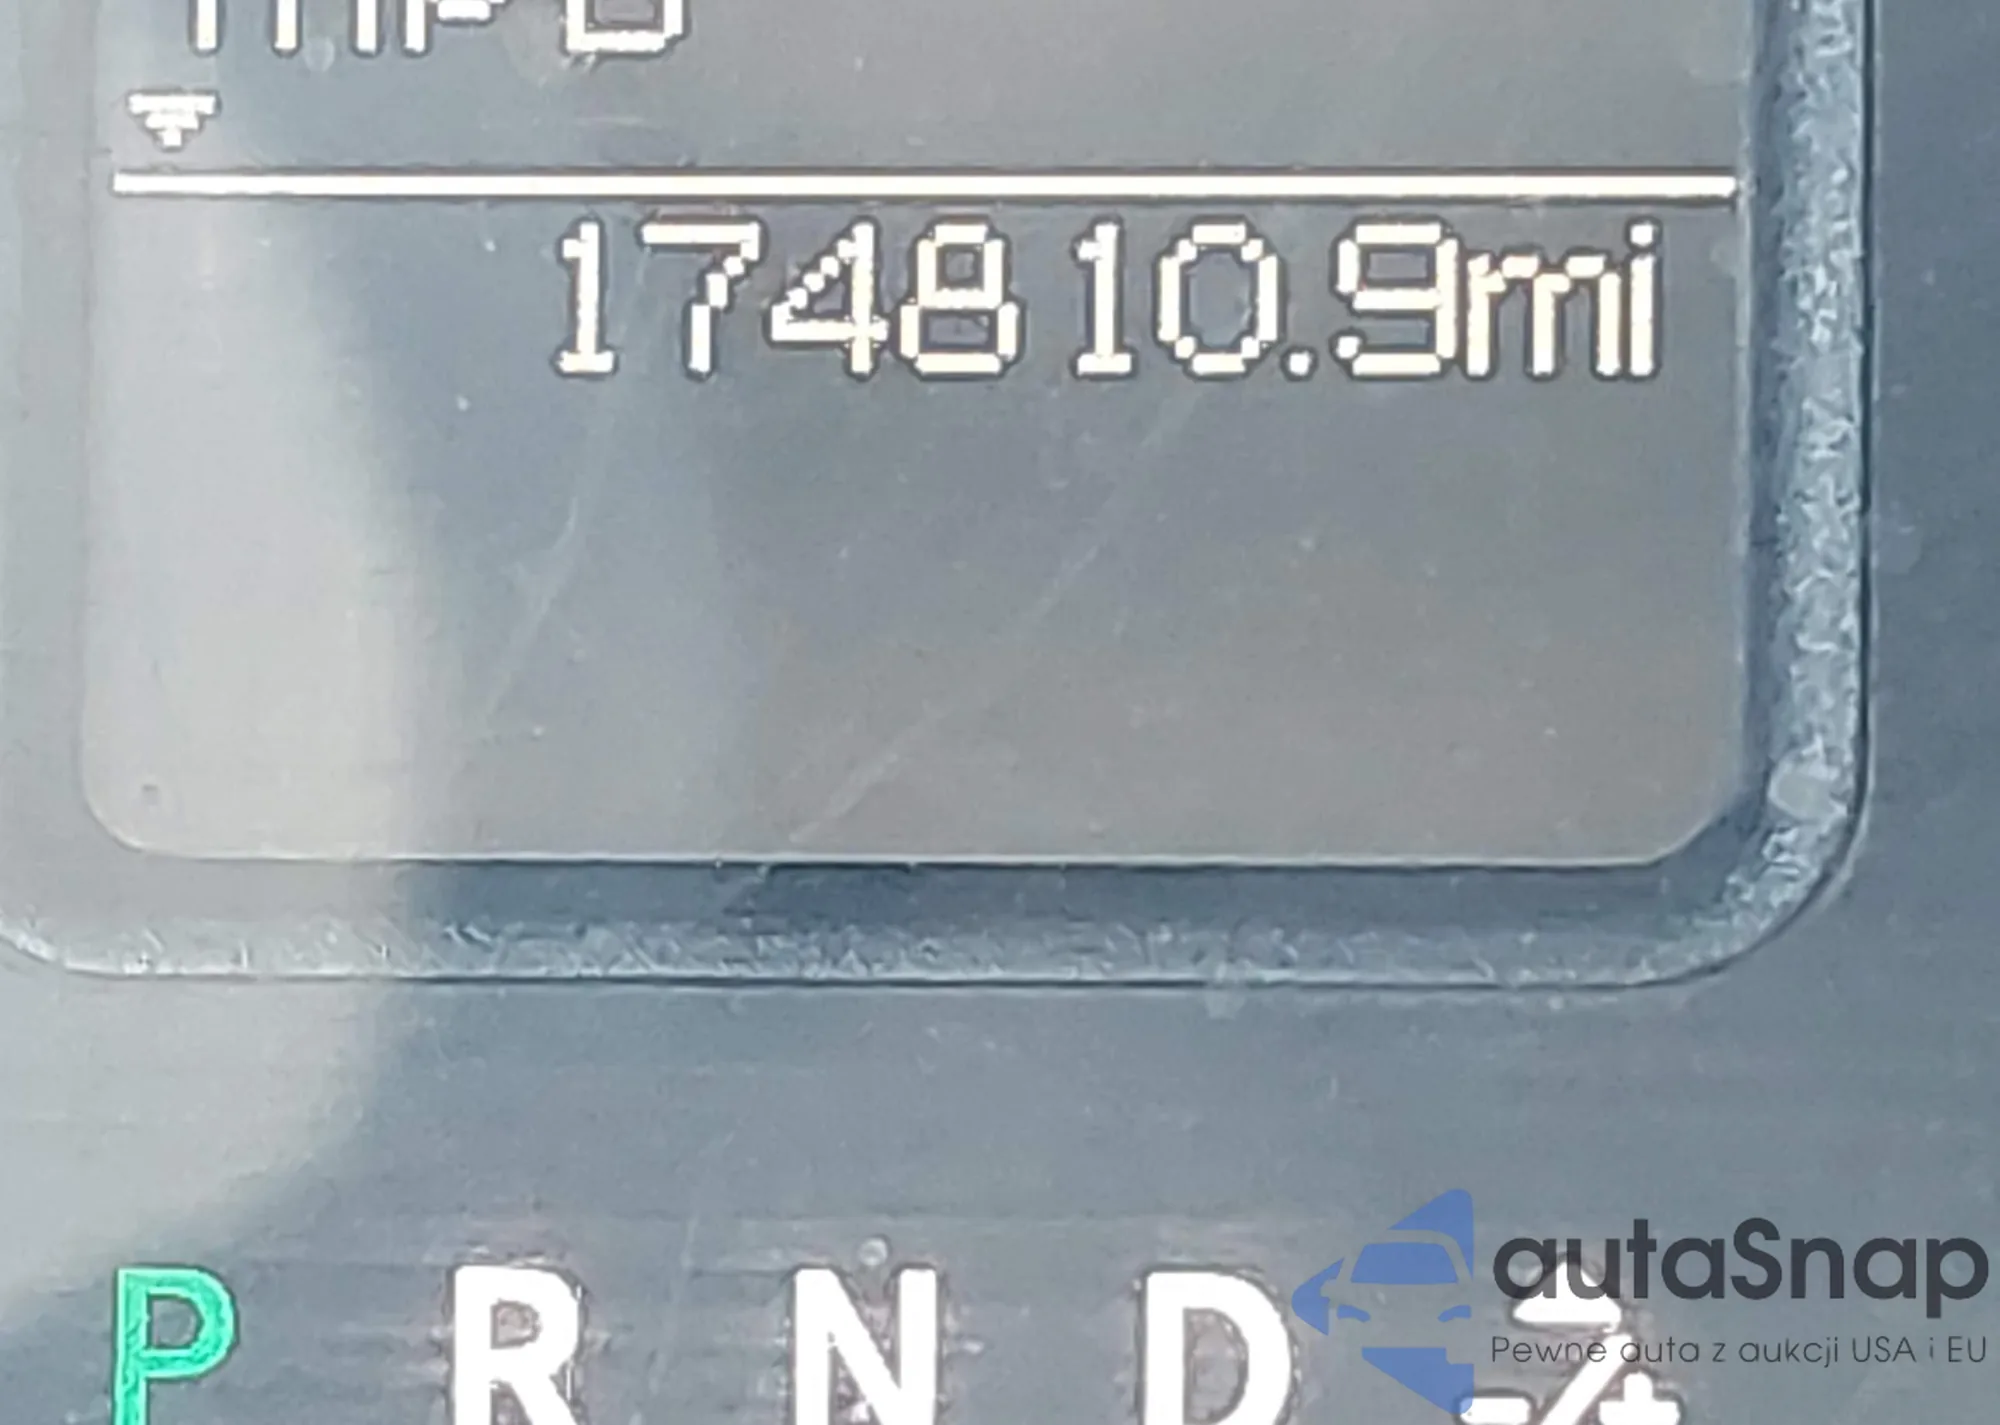 174810.9mi
P R N D -/+
autaSnap
Pewne auta z aukcji USA i EU